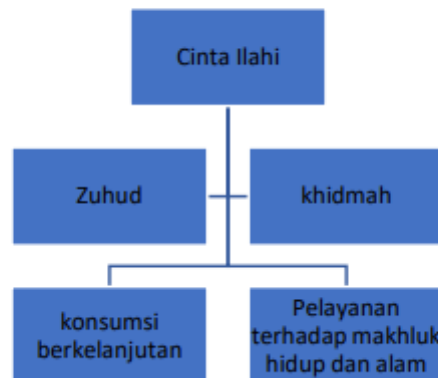 Cinta Ilahi
Zuhud
khidmah
konsumsi
berkelanjutan
Pelayanan
terhadap makhluk
hidup dan alam